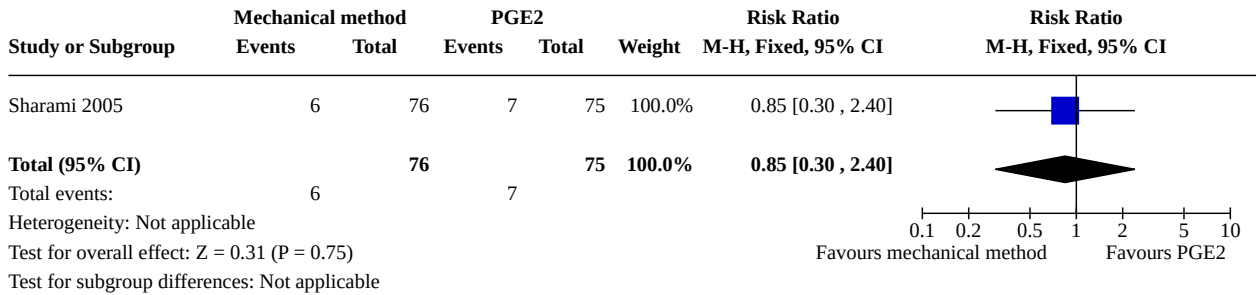 Mechanical method PGE2 Risk Ratio Risk Ratio
Study or Subgroup Events Total Events Total Weight M-H, Fixed, 95% CI M-H, Fixed, 95% CI
Sharami 2005 6 76 7 75 100.0% 0.85 [0.30 , 2.40]
Total (95% CI) 76 75 100.0% 0.85 [0.30 , 2.40]
Total events: 6 7
Heterogeneity: Not applicable
0.1 0.2 0.5 1 2 5 10
Test for overall effect: Z = 0.31 (P = 0.75) Favours mechanical method Favours PGE2
Test for subgroup differences: Not applicable